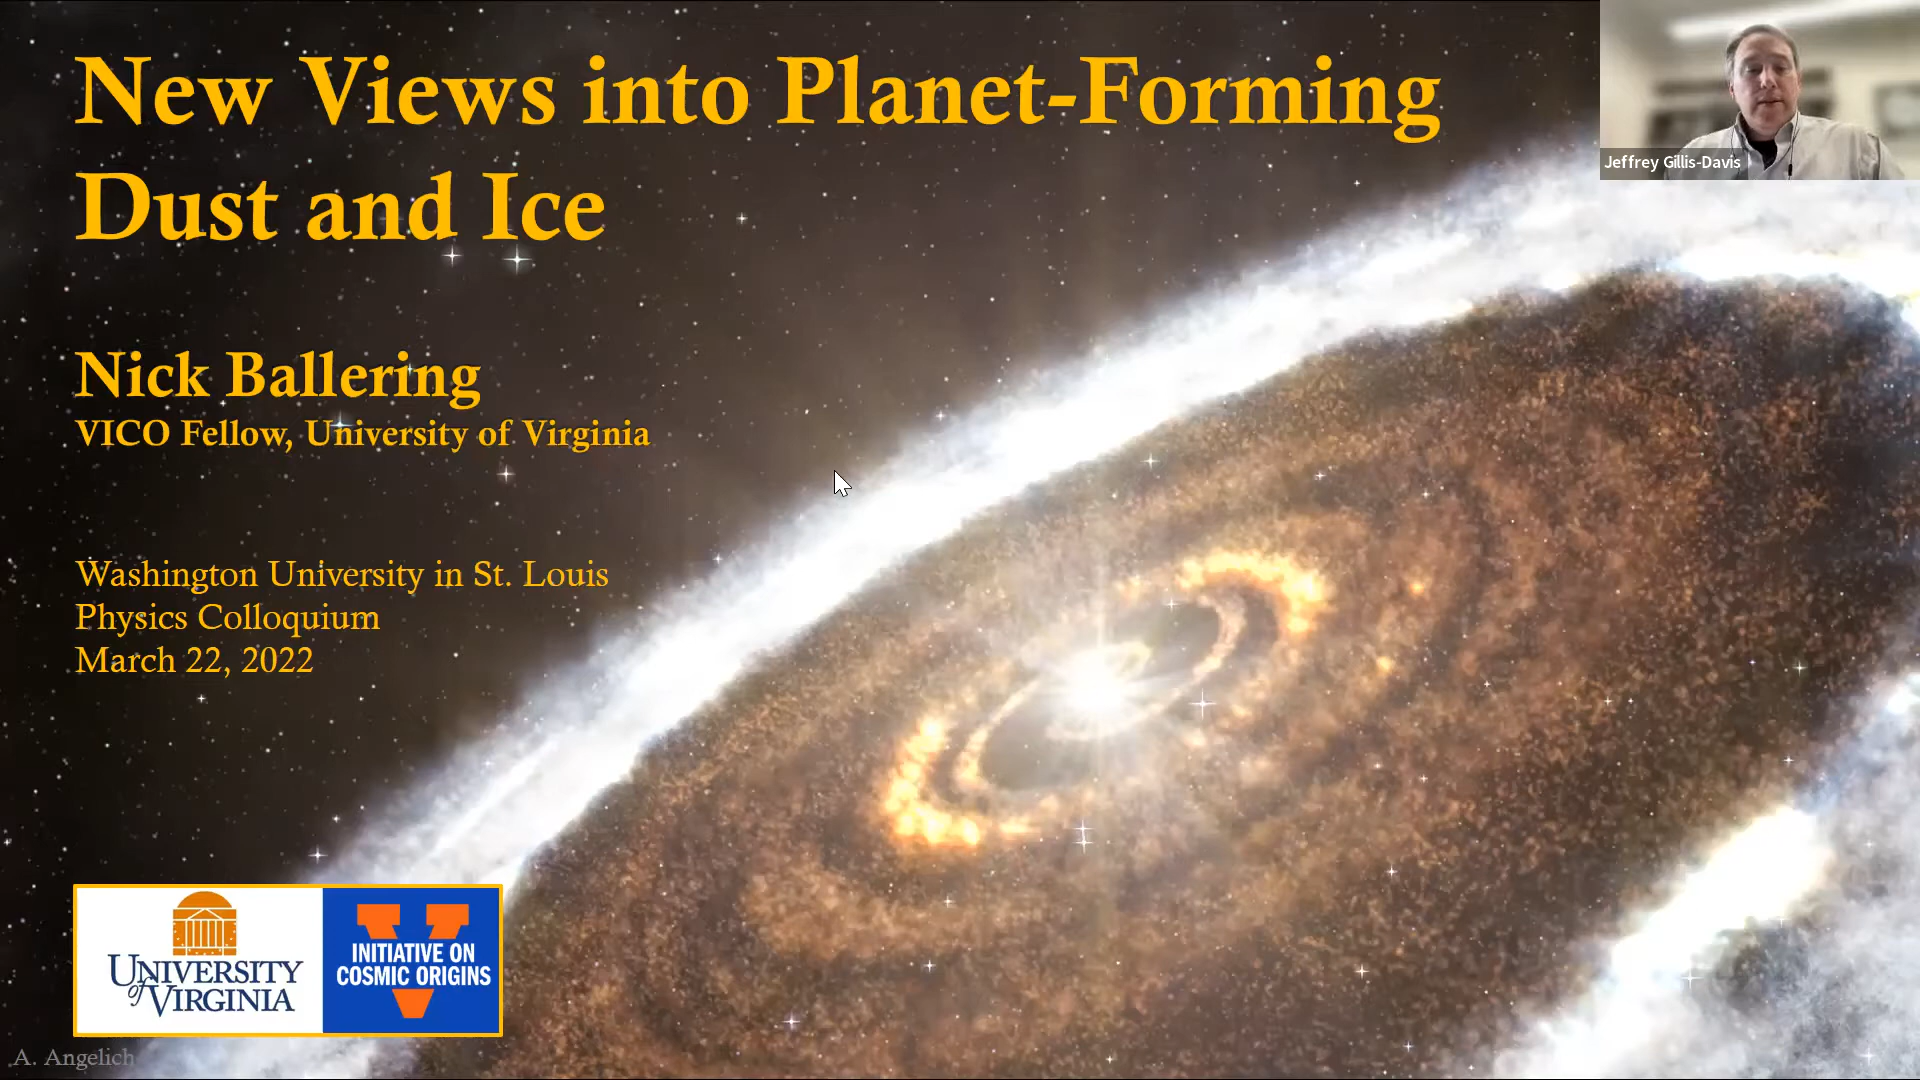 New Views into Planet-Forming
Dust and Ice
Jeffrey Gillis-Davis
Nick Ballering
VICO Fellow, University of Virginia
Washington University in St. Louis
Physics Colloquium
March 22, 2022
UNIVERSITY
of VIRGINIA
INITIATIVE ON
COSMIC ORIGINS
A. Angelich